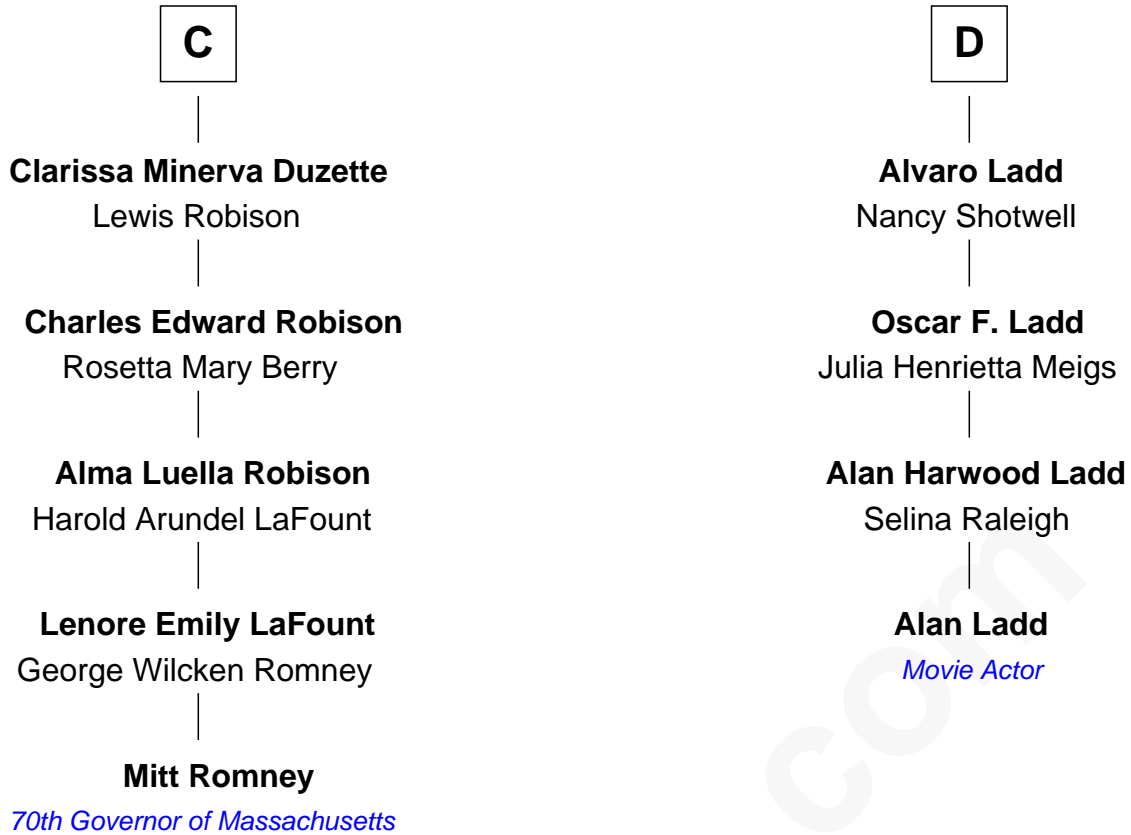 C
Clarissa Minerva Duzette
Lewis Robison
Charles Edward Robison
Rosetta Mary Berry
Alma Luella Robison
Harold Arundel LaFount
Lenore Emily LaFount
George Wilcken Romney
Mitt Romney
70th Governor of Massachusetts
D
Alvaro Ladd
Nancy Shotwell
Oscar F. Ladd
Julia Henrietta Meigs
Alan Harwood Ladd
Selina Raleigh
Alan Ladd
Movie Actor
com